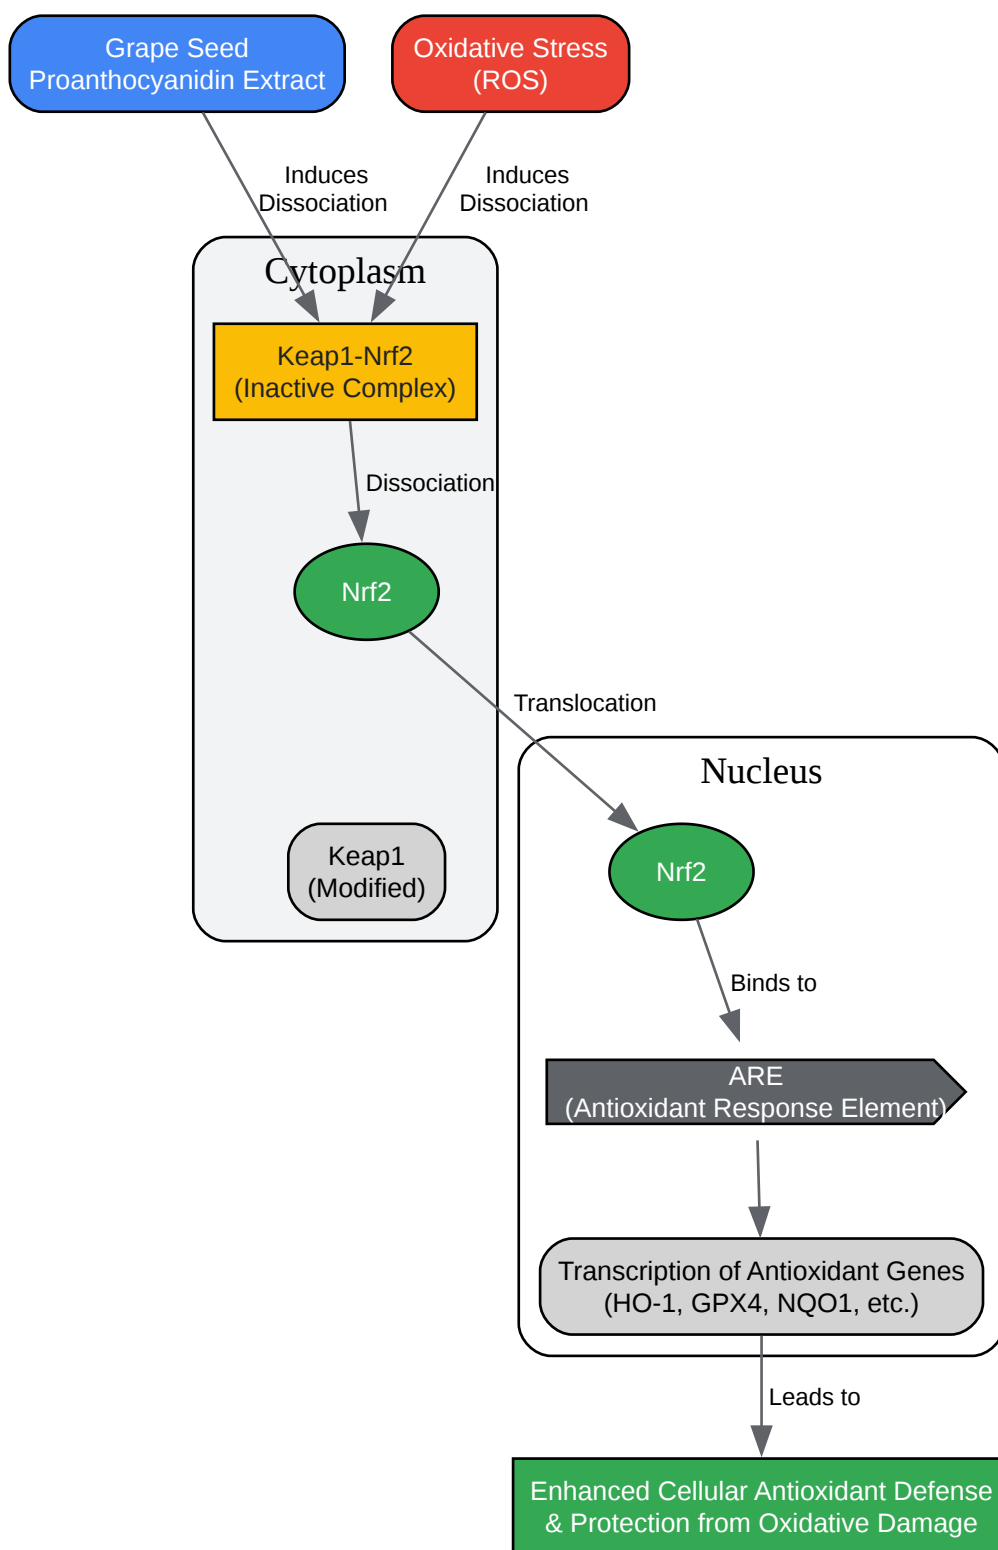 Grape Seed
Proanthocyanidin Extract
Oxidative Stress
(ROS)
Induces
Dissociation
Induces
Dissociation
Cytoplasm
Keap1-Nrf2
(Inactive Complex)
Dissociation
Nrf2
Translocation
Nucleus
Keap1
(Modified)
Nrf2
Binds to
ARE
(Antioxidant Response Element)
Transcription of Antioxidant Genes
(HO-1, GPX4, NQO1, etc.)
Leads to
Enhanced Cellular Antioxidant Defense
& Protection from Oxidative Damage